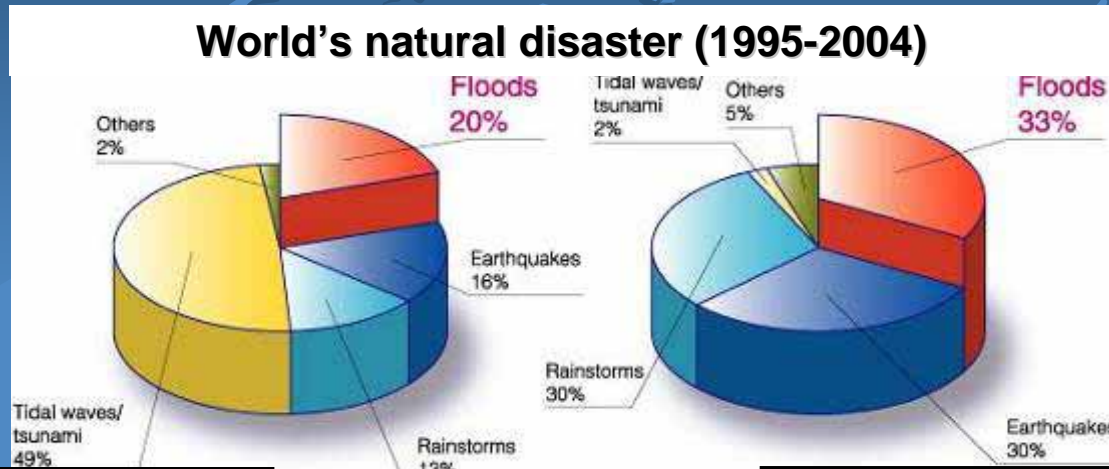 World's natural disaster (1995-2004)
Floods
20%
Others
2%
Earthquakes
16%
Tidal waves/
tsunami
49%
Rainstorms
Tidal waves/
tsunami
2%
Others
5%
Floods
33%
Rainstorms
30%
Earthquakes
30%